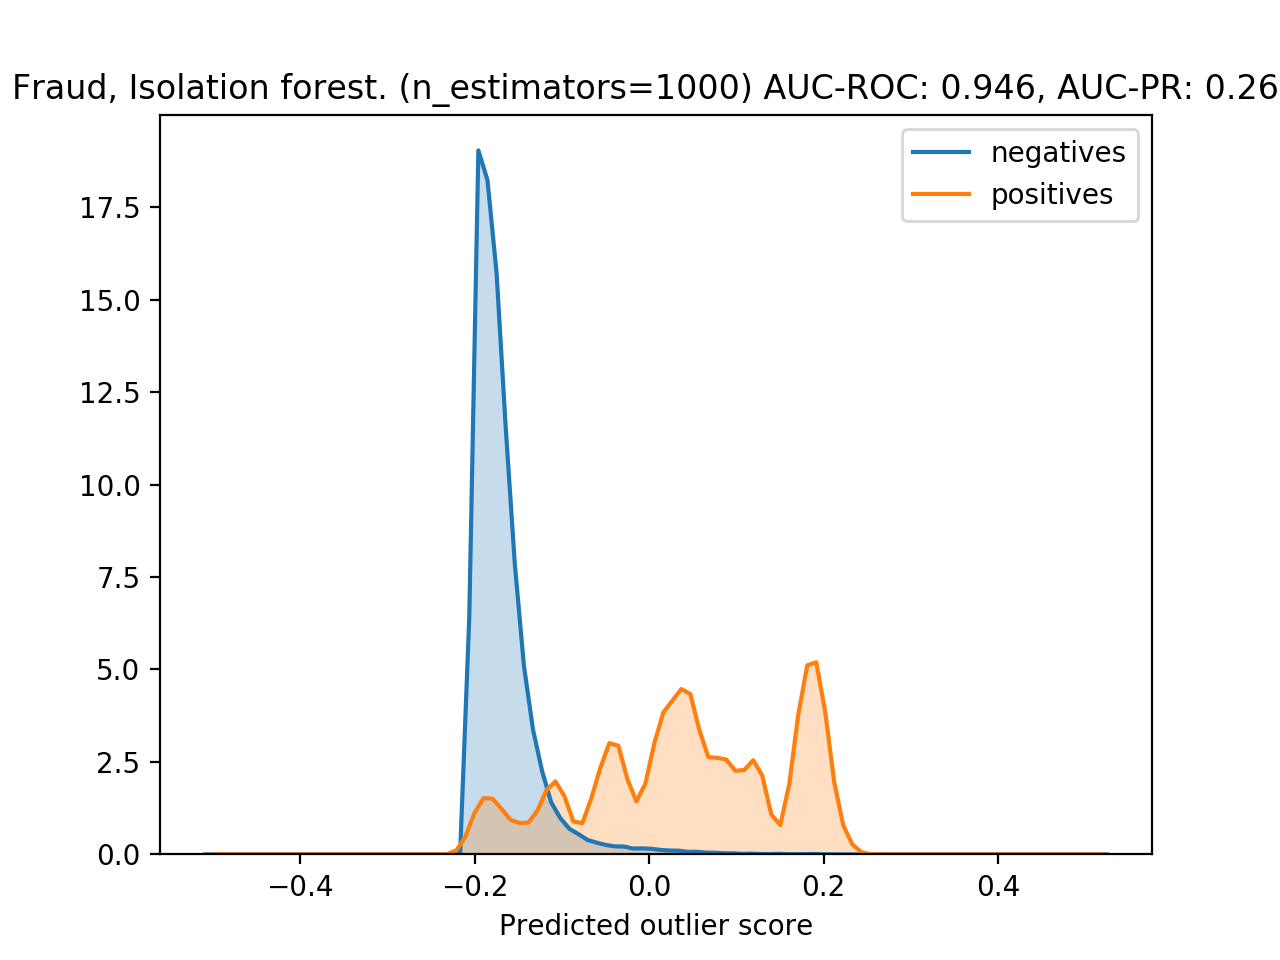 Fraud, Isolation forest. (n_estimators=1000) AUC-ROC: 0.946, AUC-PR: 0.26
negatives
positives
17.5
15.0
12.5
10.0
7.5
5.0
2.5
0.0
−0.4 −0.2 0.0 0.2 0.4
Predicted outlier score